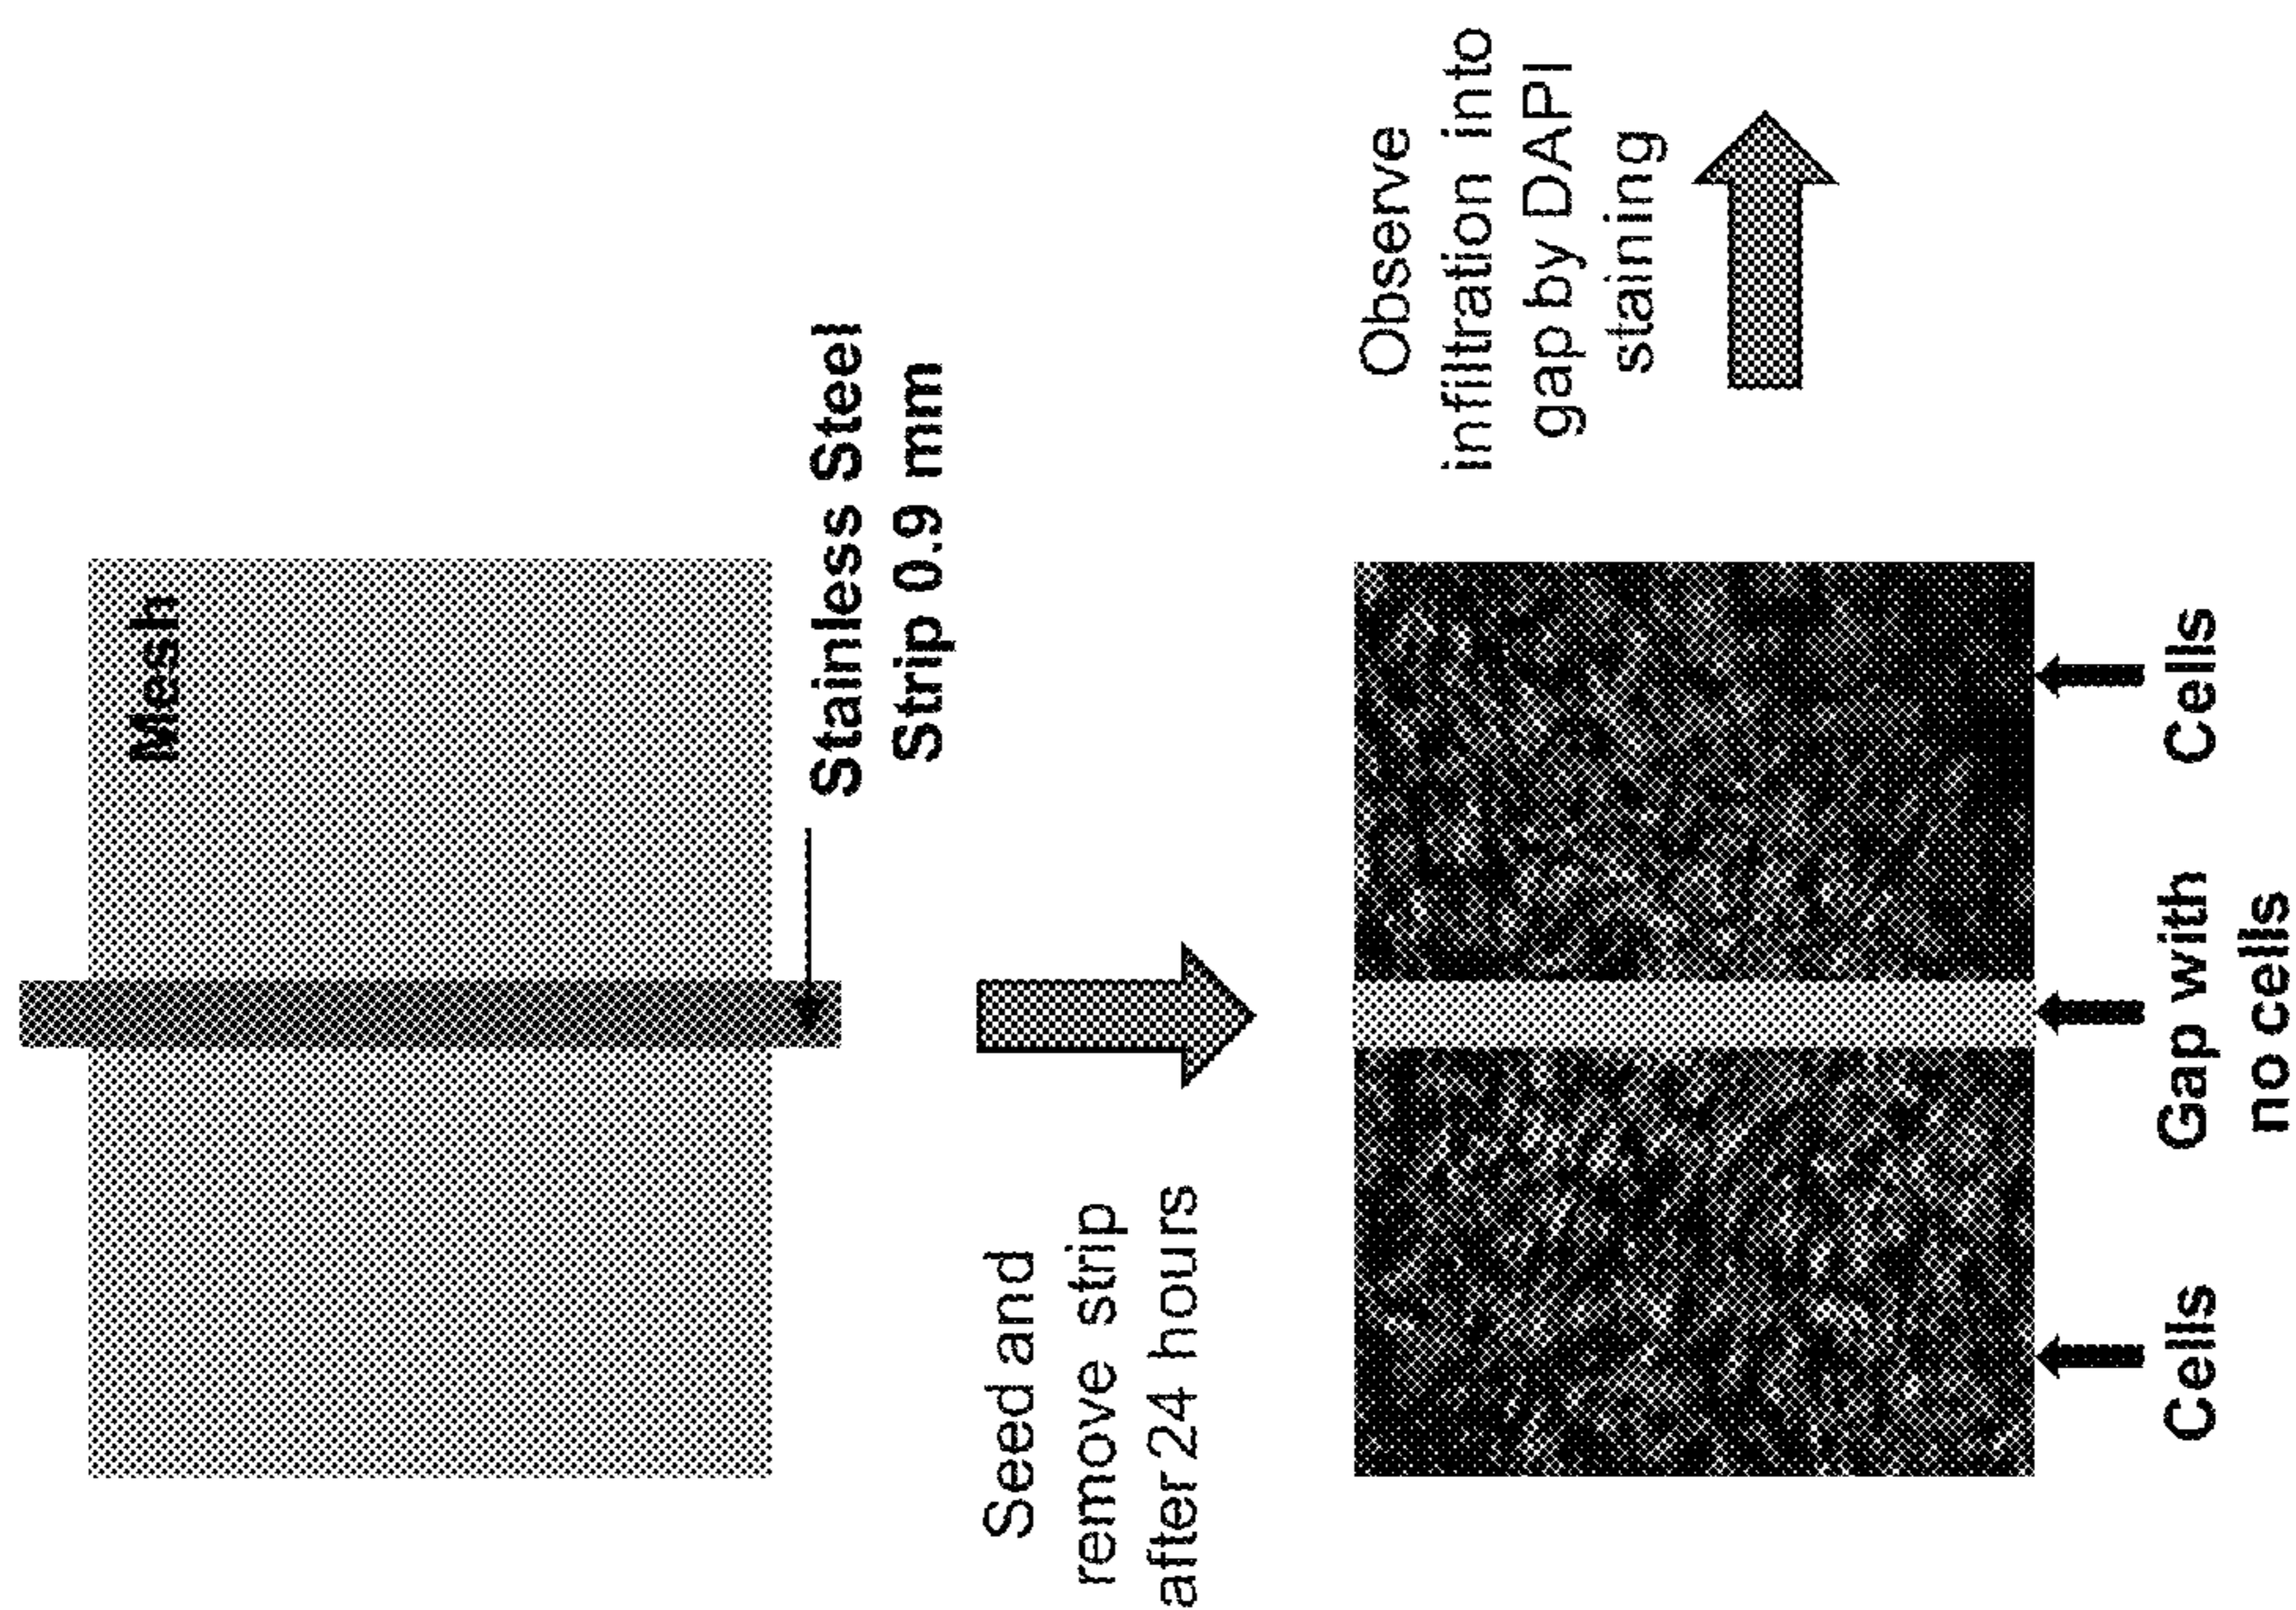 Mesh
Stainless Steel
Strip 0.9 mm
Seed and
remove strip
after 24 hours
Observe
infiltration into
gap by DAPI
staining
Cells
Gap with
no cells
Cells